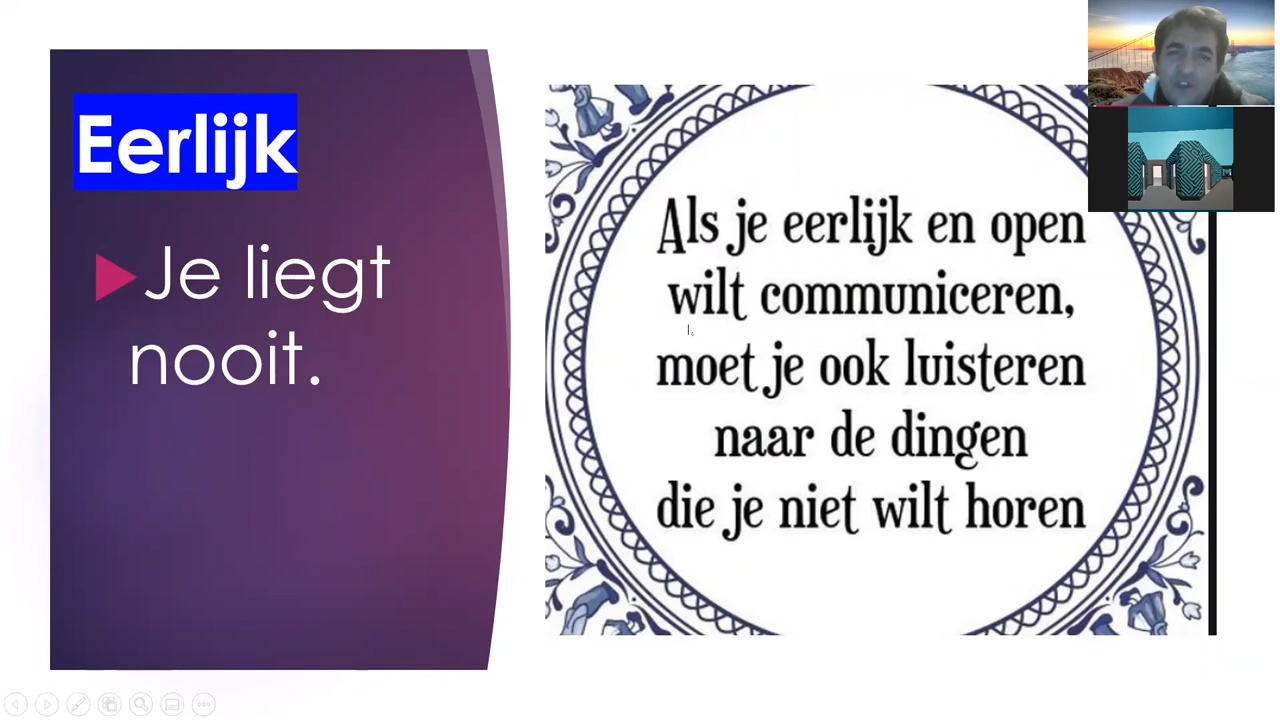 Eerlijk
Je liegt
nooit.
Als je eerlijk en open
wilt communiceren,
moet je ook luisteren
naar de dingen
die je niet wilt horen